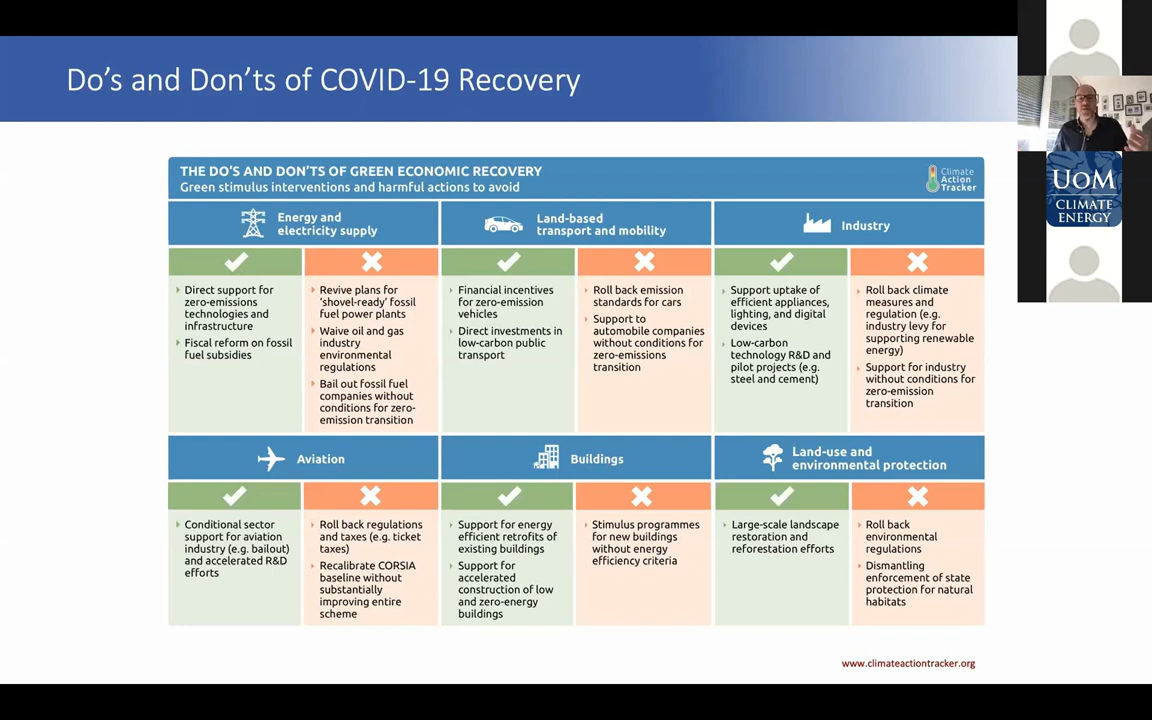 Do's and Don'ts of COVID-19 Recovery
THE DO'S AND DON'TS OF GREEN ECONOMIC RECOVERY
Green stimulus interventions and harmful actions to avoid
Climate
Action
Tracker
Energy and
electricity supply
Direct support for
zero-emissions
technologies and
infrastructure
Fiscal reform on fossil
fuel subsidies
Revive plans for
'shovel-ready' fossil
fuel power plants
Waive oil and gas
industry
environmental
regulations
Bail out fossil fuel
companies without
conditions for zero-
emission transition
Land-based
transport and mobility
Financial incentives
for zero-emission
vehicles
Direct investments in
low-carbon public
transport
Roll back emission
standards for cars
Support to
automobile companies
without conditions for
zero-emissions
transition
Industry
Support uptake of
efficient appliances,
lighting, and digital
devices
Low-carbon
technology R&D and
pilot projects (e.g.
steel and cement)
Roll back climate
measures and
regulation (e.g.
industry levy for
supporting renewable
energy)
Support for industry
without conditions for
zero-emission
transition
Aviation
Conditional sector
support for aviation
industry (e.g. bailout)
and accelerated R&D
efforts
Roll back regulations
and taxes (e.g. ticket
taxes)
Recalibrate CORSIA
baseline without
substantially
improving entire
scheme
Buildings
Support for energy
efficient retrofits of
existing buildings
Support for
accelerated
construction of low
and zero-energy
buildings
Stimulus programmes
for new buildings
without energy
efficiency criteria
Land-use and
environmental protection
Large-scale landscape
restoration and
reforestation efforts
Roll back
environmental
regulations
Dismantling
enforcement of state
protection for natural
habitats
www.climateactiontracker.org
UOM
CLIMATE
ENERGY